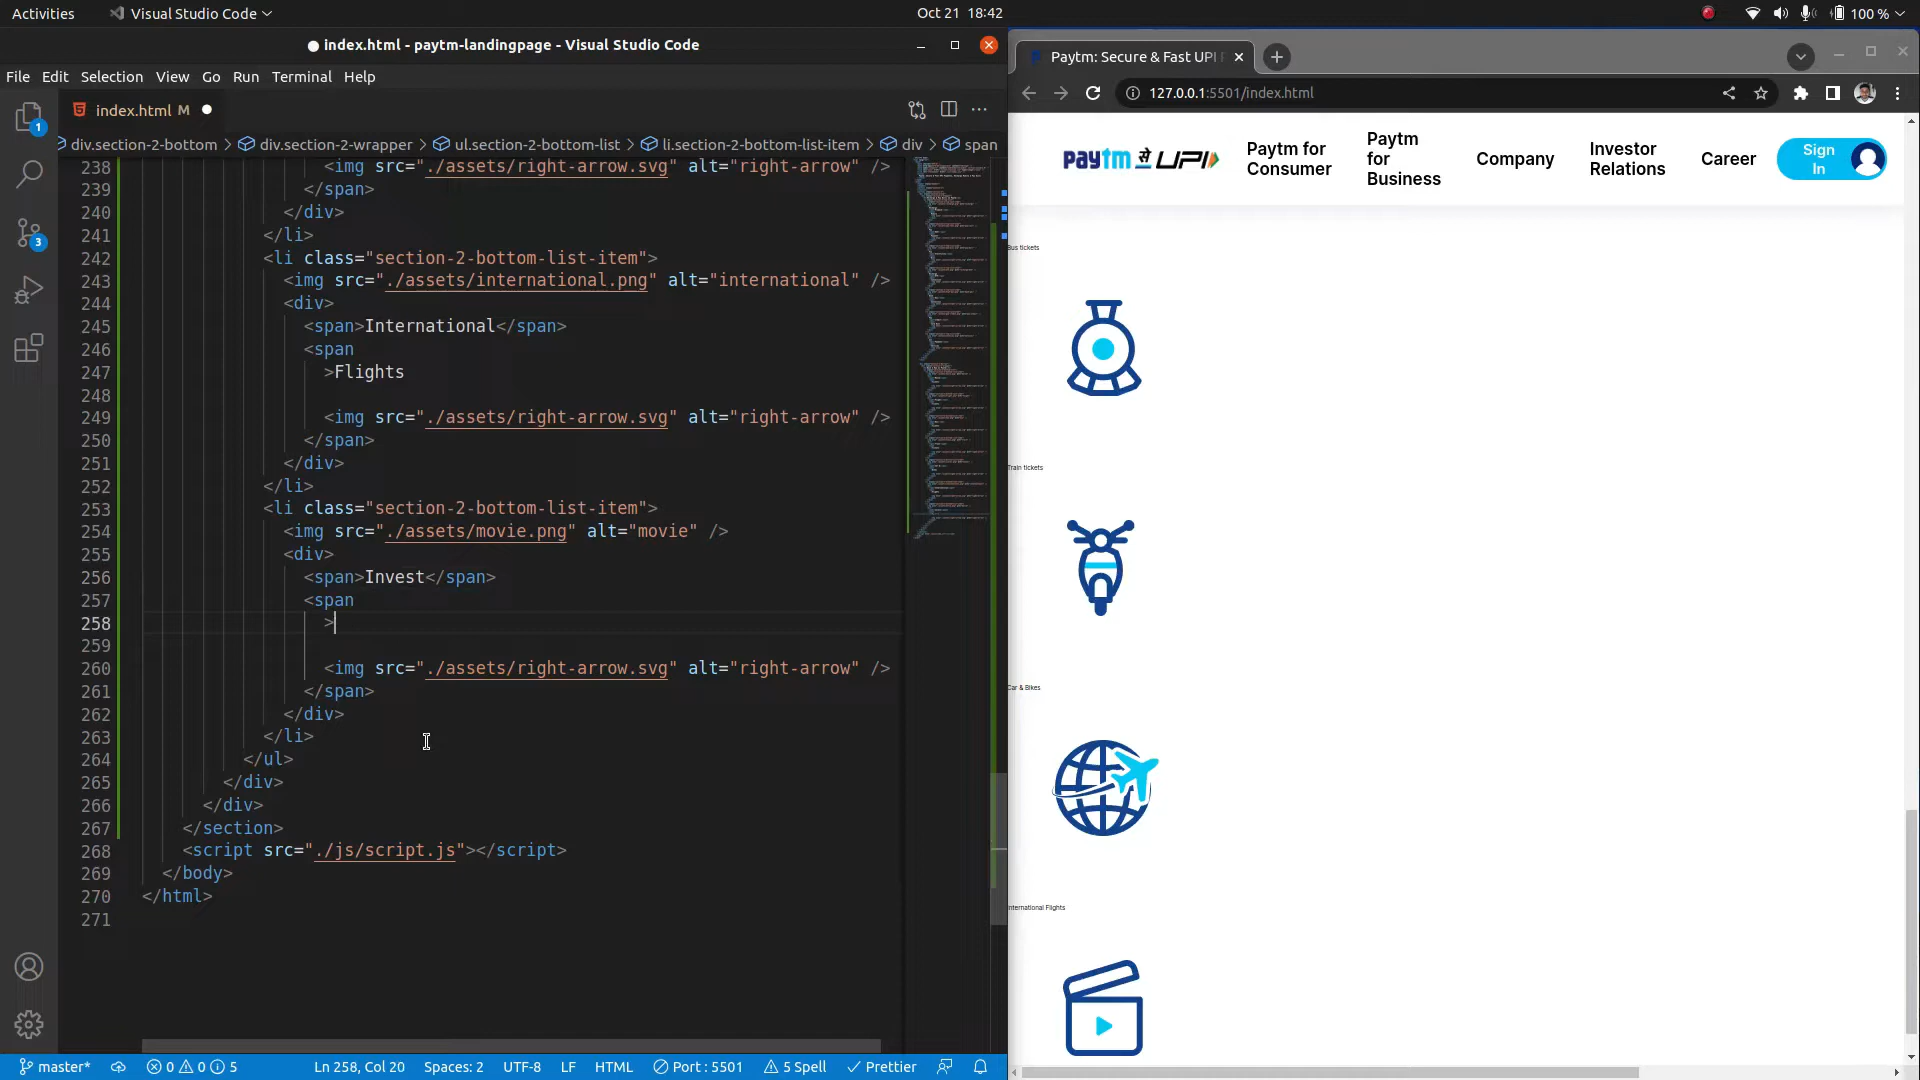 Activities
Visual Studio Code
Oct 21 18:42
100 %
index.html - paytm-landingpage - Visual Studio Code
File Edit Selection View Go Run Terminal Help
index.html M
div.section-2-bottom > div.section-2-wrapper > ul.section-2-bottom-list > li.section-2-bottom-list-item > div > span
238 <img src="./assets/right-arrow.svg" alt="right-arrow" />
239 </span>
240 </div>
241 </li>
242 <li class="section-2-bottom-list-item">
243 <img src="./assets/international.png" alt="international" />
244 <div>
245 <span>International</span>
246 <span
247 >Flights
248
249 <img src="./assets/right-arrow.svg" alt="right-arrow" />
250 </span>
251 </div>
252 </li>
253 <li class="section-2-bottom-list-item">
254 <img src="./assets/movie.png" alt="movie" />
255 <div>
256 <span>Invest</span>
257 <span
258 >
259
260 <img src="./assets/right-arrow.svg" alt="right-arrow" />
261 </span>
262 </div>
263 </li>
264 </ul>
265 </div>
266 </div>
267 </section>
268 <script src="./js/script.js"></script>
269 </body>
270 </html>
271
1
3
master* 0 0 5 Ln 258, Col 20 Spaces: 2 UTF-8 LF HTML Port : 5501 5 Spell Prettier
Paytm: Secure & Fast UPI
127.0.0.1:5501/index.html
paytm से UPI
Paytm for
Consumer
Paytm
for
Business
Company
Investor
Relations
Career
Sign
In
Bus tickets
Train tickets
Car & Bikes
International Flights